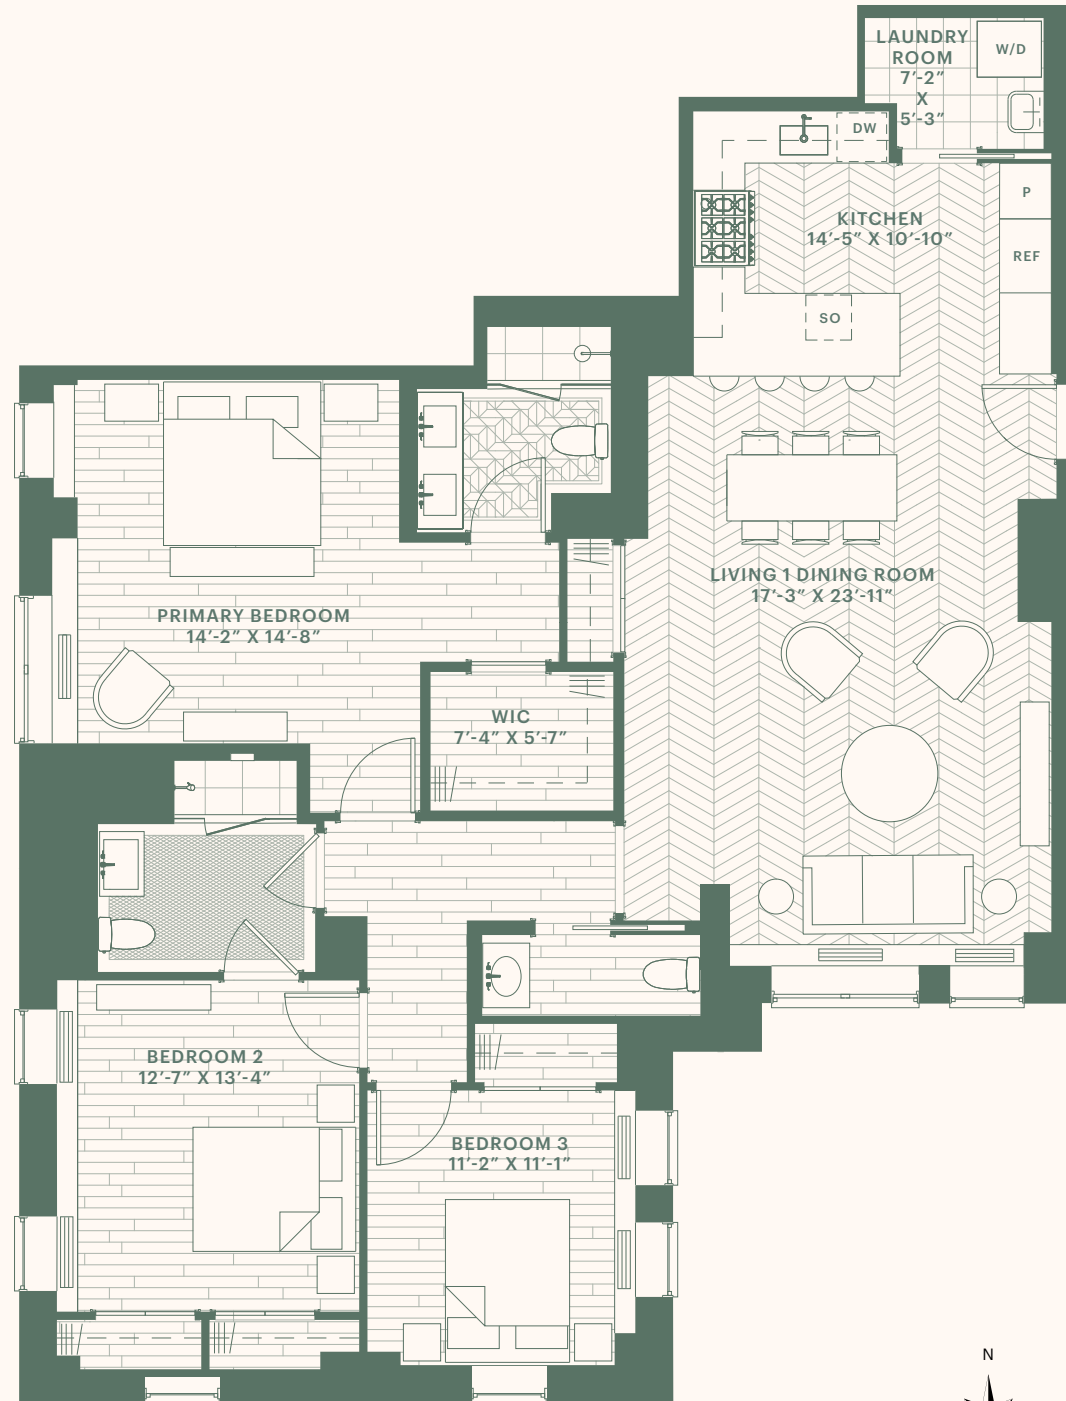 LAUNDRY
ROOM
7′-2″
X
5′-3″
W/D
DW
P
KITCHEN
14′-5″ X 10′-10″
REF
SO
LIVING 1 DINING ROOM
17′-3″ X 23′-11″
PRIMARY BEDROOM
14′-2″ X 14′-8″
WIC
7′-4″ X 5′-7″
BEDROOM 2
12′-7″ X 13′-4″
BEDROOM 3
11′-2″ X 11′-1″
N